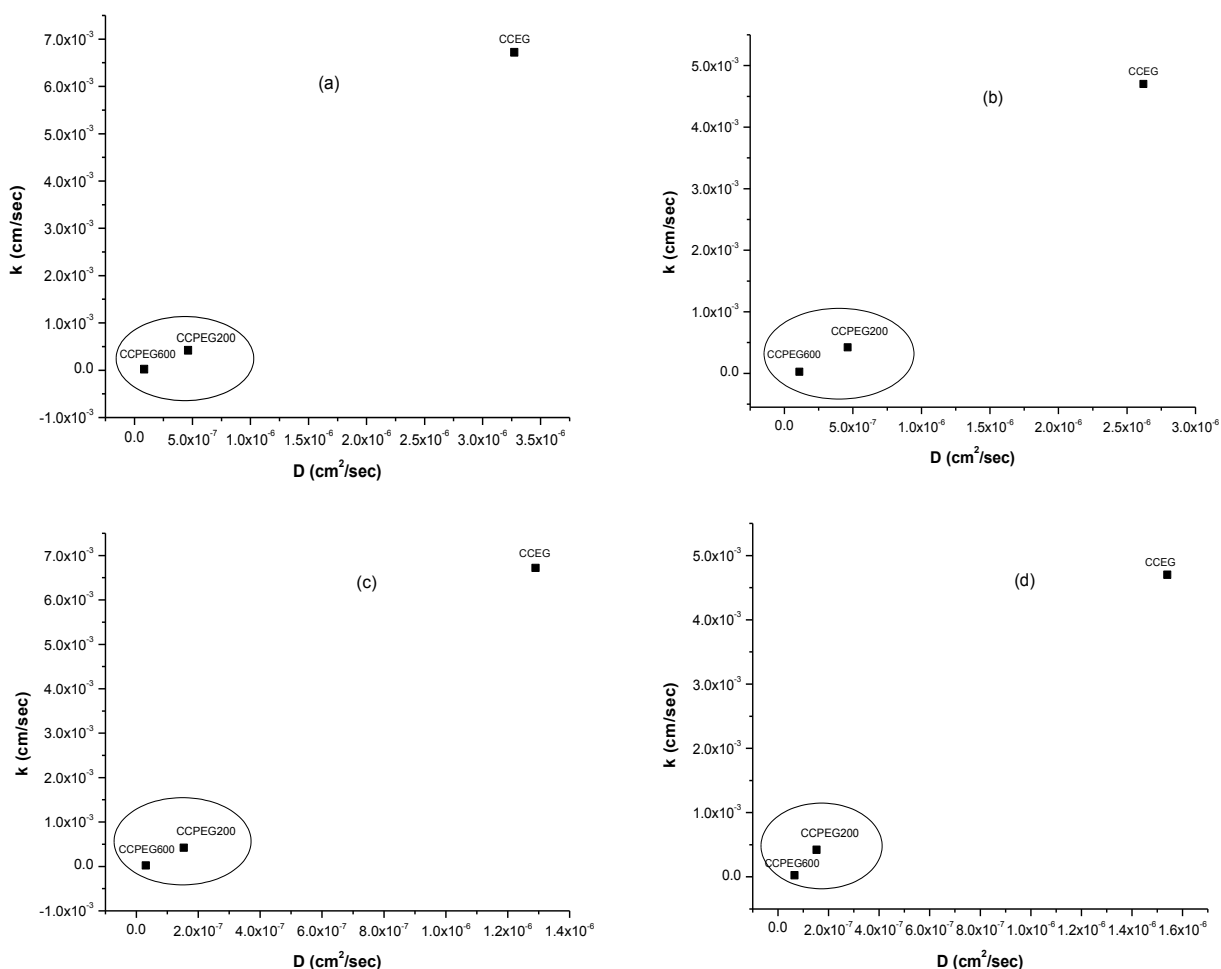 7.0x10⁻³
6.0x10⁻³
5.0x10⁻³
4.0x10⁻³
3.0x10⁻³
2.0x10⁻³
1.0x10⁻³
0.0
-1.0x10⁻³
k (cm/sec)
CCEG
(a)
CCPEG200
CCPEG600
0.0 5.0x10⁻⁷ 1.0x10⁻⁶ 1.5x10⁻⁶ 2.0x10⁻⁶ 2.5x10⁻⁶ 3.0x10⁻⁶ 3.5x10⁻⁶
D (cm²/sec)
5.0x10⁻³
4.0x10⁻³
3.0x10⁻³
2.0x10⁻³
1.0x10⁻³
0.0
k (cm/sec)
CCEG
(b)
CCPEG200
CCPEG600
0.0 5.0x10⁻⁷ 1.0x10⁻⁶ 1.5x10⁻⁶ 2.0x10⁻⁶ 2.5x10⁻⁶ 3.0x10⁻⁶
D (cm²/sec)
7.0x10⁻³
6.0x10⁻³
5.0x10⁻³
4.0x10⁻³
3.0x10⁻³
2.0x10⁻³
1.0x10⁻³
0.0
-1.0x10⁻³
k (cm/sec)
CCEG
(c)
CCPEG200
CCPEG600
0.0 2.0x10⁻⁷ 4.0x10⁻⁷ 6.0x10⁻⁷ 8.0x10⁻⁷ 1.0x10⁻⁶ 1.2x10⁻⁶ 1.4x10⁻⁶
D (cm²/sec)
5.0x10⁻³
4.0x10⁻³
3.0x10⁻³
2.0x10⁻³
1.0x10⁻³
0.0
k (cm/sec)
CCEG
(d)
CCPEG200
CCPEG600
0.0 2.0x10⁻⁷ 4.0x10⁻⁷ 6.0x10⁻⁷ 8.0x10⁻⁷ 1.0x10⁻⁶ 1.2x10⁻⁶ 1.4x10⁻⁶ 1.6x10⁻⁶
D (cm²/sec)